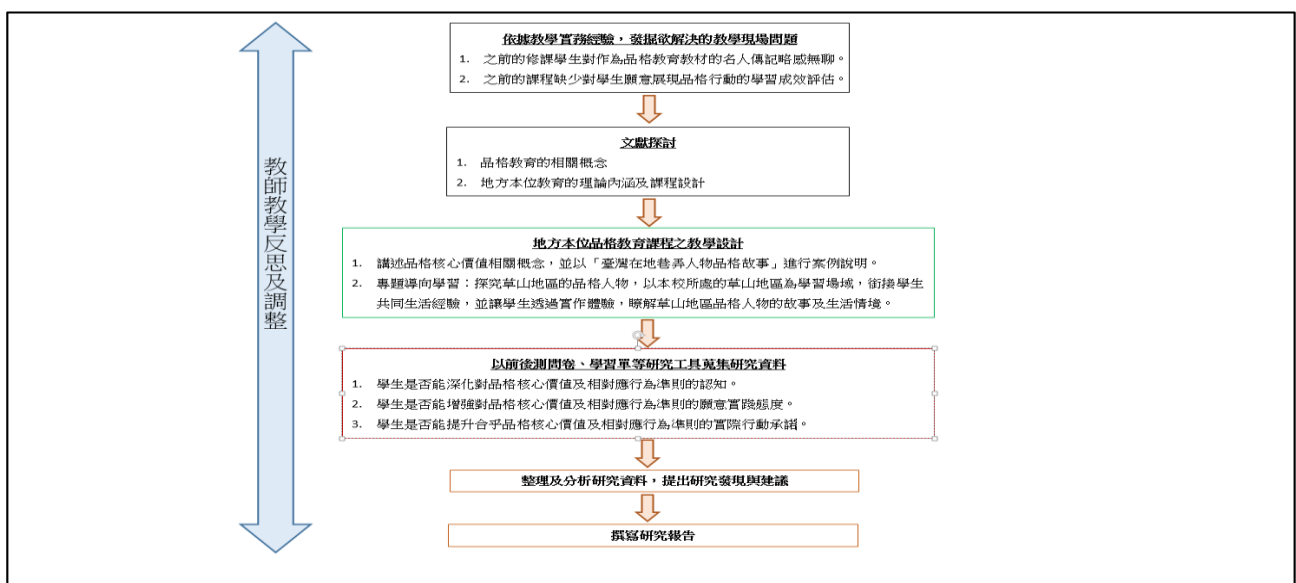 教師教學反思及調整
依據教學實務經驗，發掘欲解決的教學現場問題
1. 之前的修課學生對作為品格教育教材的名人傳記略感無聊。
2. 之前的課程缺少對學生願意展現品格行動的學習成效評估。
文獻探討
1. 品格教育的相關概念
2. 地方本位教育的理論內涵及課程設計
地方本位品格教育課程之教學設計
1. 講述品格核心價值相關概念，並以「臺灣在地巷弄人物品格故事」進行案例說明。
2. 專題導向學習：探究草山地區的品格人物，以本校所處的草山地區為學習場域，銜接學生
共同生活經驗，並讓學生透過實作體驗，瞭解草山地區品格人物的故事及生活情境。
以前後測問卷、學習單等研究工具蒐集研究資料
1. 學生是否能深化對品格核心價值及相對應行為準則的認知。
2. 學生是否能增強對品格核心價值及相對應行為準則的願意實踐態度。
3. 學生是否能提升合乎品格核心價值及相對應行為準則的實際行動承諾。
整理及分析研究資料，提出研究發現與建議
撰寫研究報告